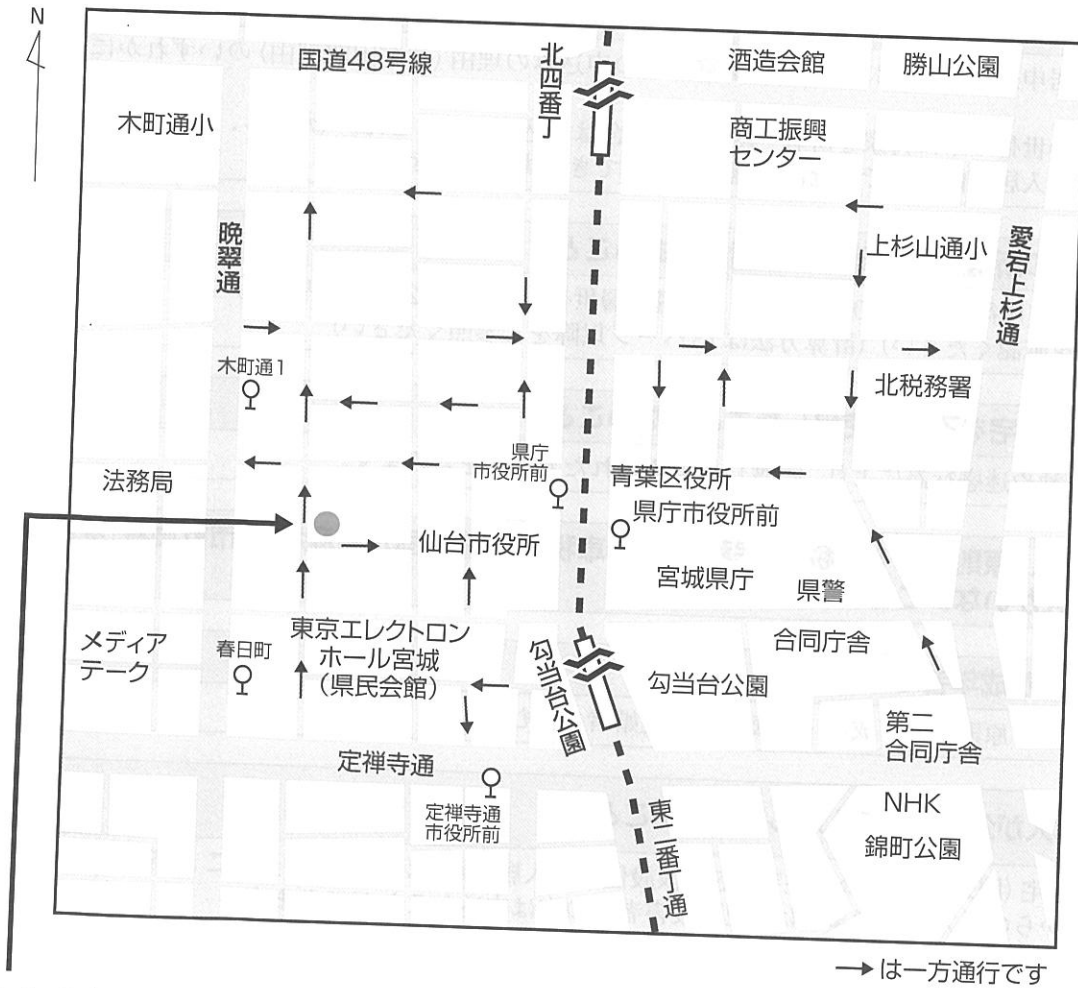 N
国道48号線
北四番丁
酒造会館
勝山公園
木町通小
商工振興
センター
晩翠通
上杉山通小
愛宕上杉通
木町通1
北税務署
県庁
市役所前
青葉区役所
法務局
県庁市役所前
仙台市役所
宮城県庁
県警
メディア
テーク
春日町
東京エレクトロン
ホール宮城
(県民会館)
勾当台公園
合同庁舎
勾当台公園
第二
合同庁舎
定禅寺通
定禅寺通
市役所前
東二番丁通
NHK
錦町公園
→は一方通行です